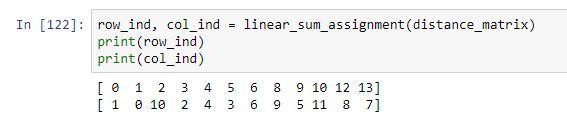 In [122]: row_ind, col_ind = linear_sum_assignment(distance_matrix)
print(row_ind)
print(col_ind)
[ 0  1  2  3  4  5  6  8  9 10 12 13]
[ 1  0 10  2  4  3  6  9  5 11  8  7]